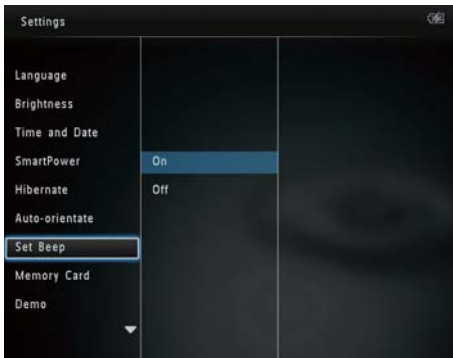 Settings
Language
Brightness
Time and Date
SmartPower
On
Hibernate
Off
Auto-orientate
Set Beep
Memory Card
Demo